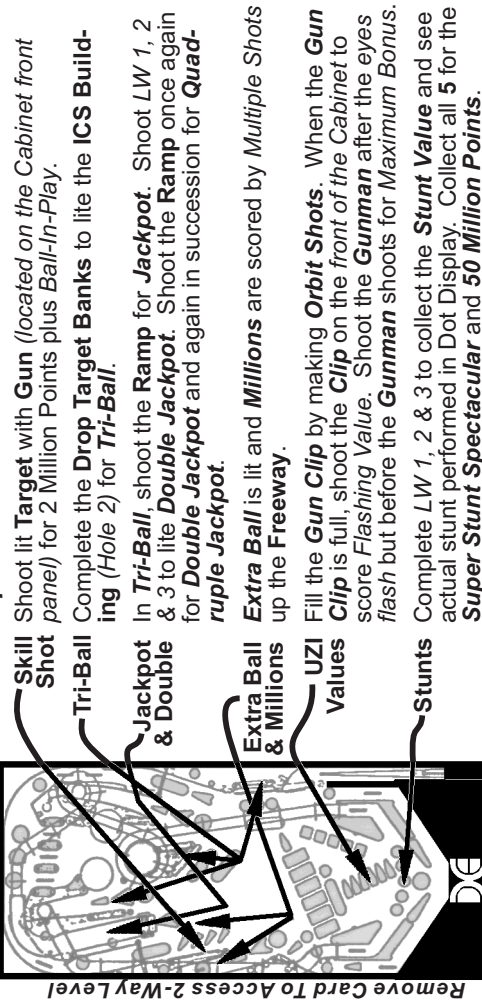 Skill
Shot
Shoot lit Target with Gun (located on the Cabinet front
panel) for 2 Million Points plus Ball-In-Play.
Tri-Ball
Complete the Drop Target Banks to lite the ICS Build-
ing (Hole 2) for Tri-Ball.
Jackpot
& Double
In Tri-Ball, shoot the Ramp for Jackpot. Shoot LW 1, 2
& 3 to lite Double Jackpot. Shoot the Ramp once again
for Double Jackpot and again in succession for Quad-
ruple Jackpot.
Extra Ball
& Millions
Extra Ball is lit and Millions are scored by Multiple Shots
up the Freeway.
UZI
Values
Fill the Gun Clip by making Orbit Shots. When the Gun
Clip is full, shoot the Clip on the front of the Cabinet to
score Flashing Value. Shoot the Gunman after the eyes
flash but before the Gunman shoots for Maximum Bonus.
Stunts
Complete LW 1, 2 & 3 to collect the Stunt Value and see
actual stunt performed in Dot Display. Collect all 5 for the
Super Stunt Spectacular and 50 Million Points.
DE
Remove Card To Access 2-Way Level